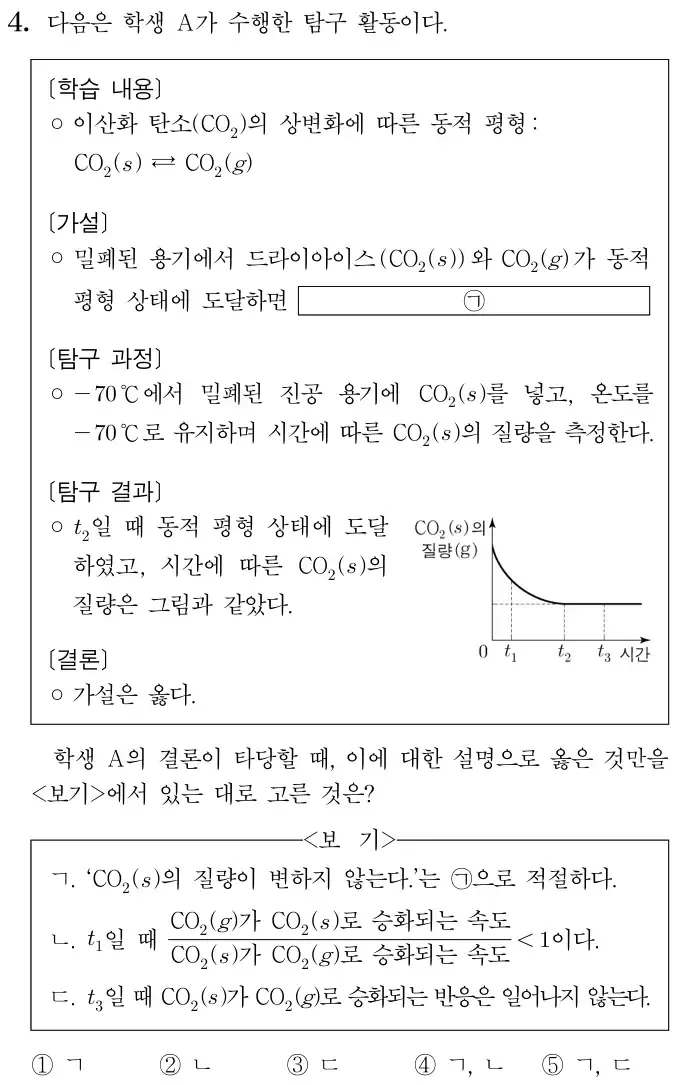 4. 다음은 학생 A가 수행한 탐구 활동이다.
〔학습 내용〕
○ 이산화 탄소(CO₂)의 상변화에 따른 동적 평형:
CO₂(s) ⇄ CO₂(g)
〔가설〕
○ 밀폐된 용기에서 드라이아이스(CO₂(s))와 CO₂(g)가 동적
평형 상태에 도달하면 ㉠
〔탐구 과정〕
○ −70℃에서 밀폐된 진공 용기에 CO₂(s)를 넣고, 온도를
−70℃로 유지하며 시간에 따른 CO₂(s)의 질량을 측정한다.
〔탐구 결과〕
○ t₂일 때 동적 평형 상태에 도달
하였고, 시간에 따른 CO₂(s)의
질량은 그림과 같았다.
CO₂(s)의
질량(g)
0 t₁ t₂ t₃ 시간
〔결론〕
○ 가설은 옳다.
학생 A의 결론이 타당할 때, 이에 대한 설명으로 옳은 것만을
<보기>에서 있는 대로 고른 것은?
<보 기>
ㄱ. ‘CO₂(s)의 질량이 변하지 않는다.’는 ㉠으로 적절하다.
ㄴ. t₁일 때 CO₂(g)가 CO₂(s)로 승화되는 속도 / CO₂(s)가 CO₂(g)로 승화되는 속도 < 1이다.
ㄷ. t₃일 때 CO₂(s)가 CO₂(g)로 승화되는 반응은 일어나지 않는다.
① ㄱ ② ㄴ ③ ㄷ ④ ㄱ, ㄴ ⑤ ㄱ, ㄷ